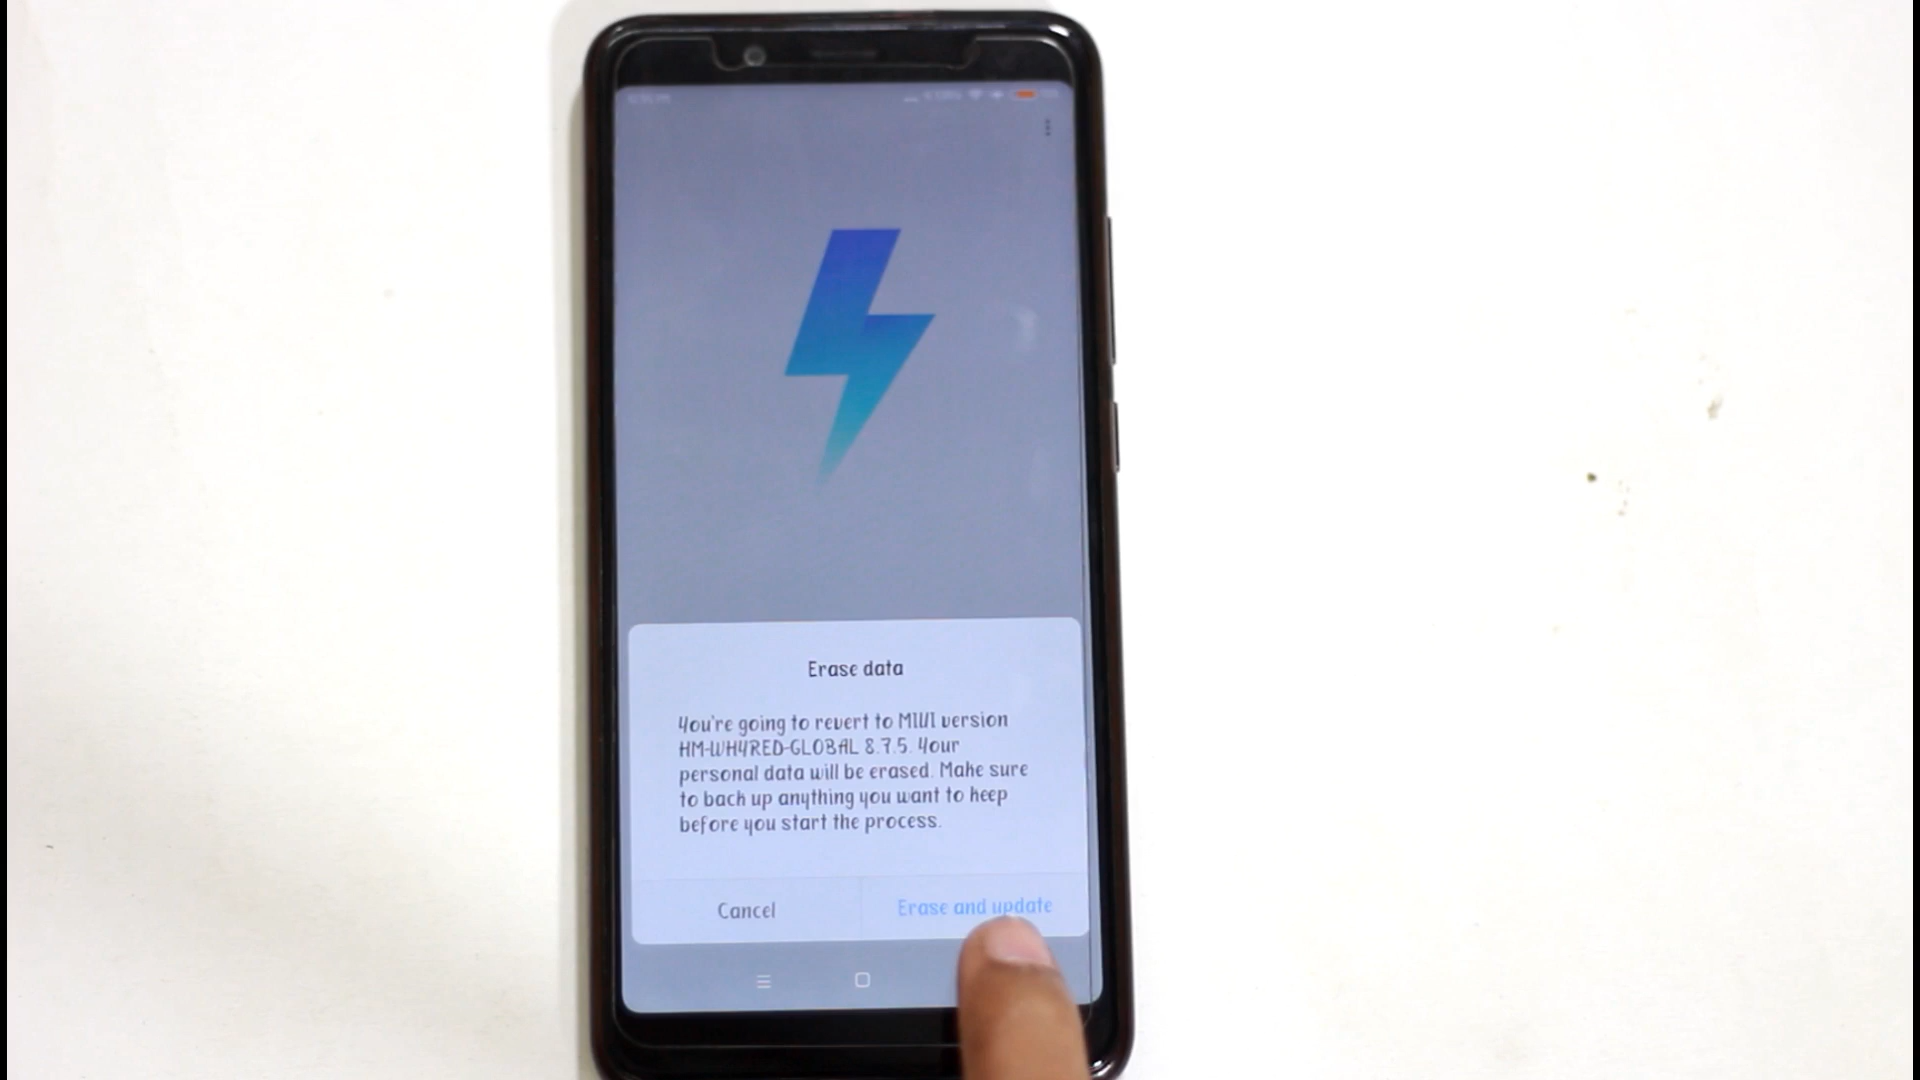 Erase data
You're going to revert to MIUI version
HM-WHYRED-GLOBAL 8.7.5. Your
personal data will be erased. Make sure
to back up anything you want to keep
before you start the process.
Cancel
Erase and update